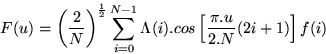 F(u) = \left( \frac{2}{N} \right)^{\frac{1}{2}} \sum_{i=0}^{N-1} \Lambda(i).cos \left[ \frac{\pi.u}{2.N}(2i+1) \right] f(i)